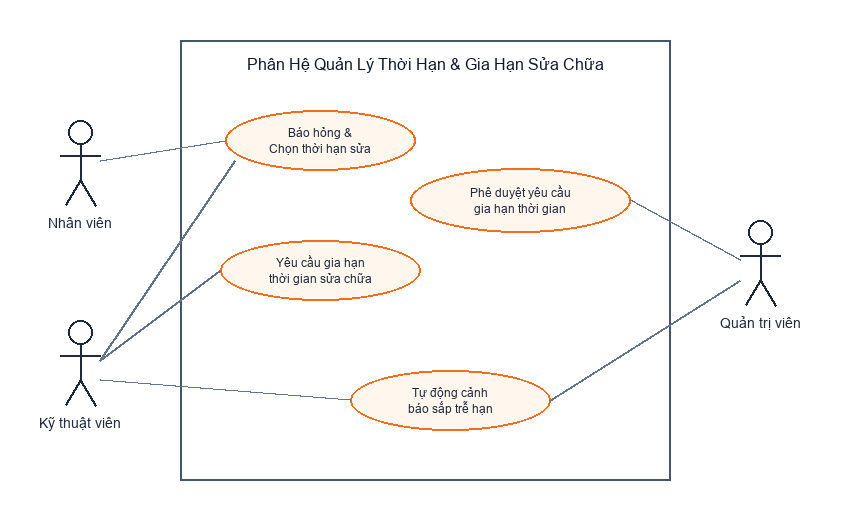 Phân Hệ Quản Lý Thời Hạn & Gia Hạn Sửa Chữa
Báo hỏng &
Chọn thời hạn sửa
Phê duyệt yêu cầu
gia hạn thời gian
Nhân viên
Yêu cầu gia hạn
thời gian sửa chữa
Quản trị viên
Tự động cảnh
báo sắp trễ hạn
Kỹ thuật viên